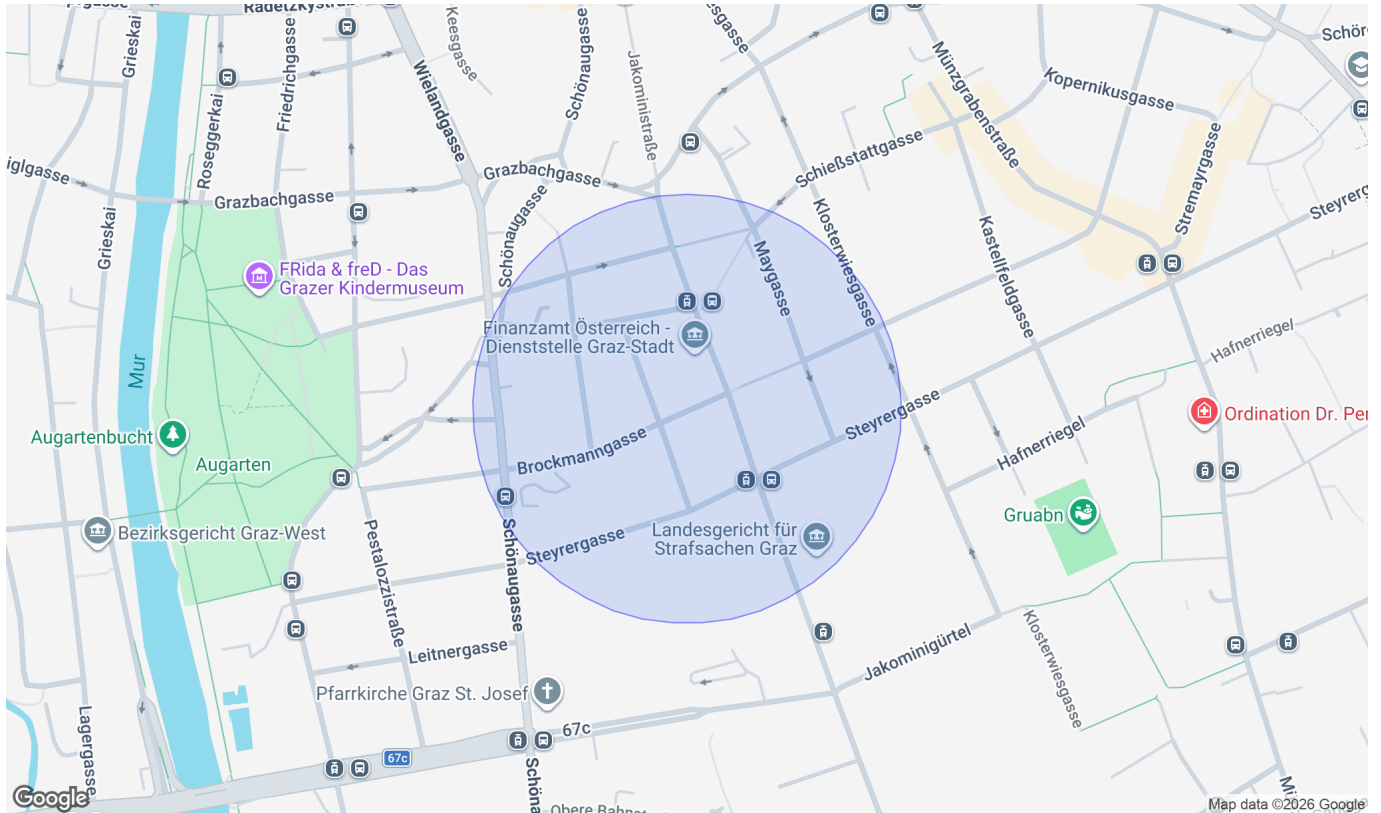 Radetzkystraße
Grieskai
Roseggerkai
Friedrichgasse
Wielandgasse
Keesgasse
Schönaugasse
Jakoministraße
Münzgrabenstraße
Kopernikusgasse
Schießstattgasse
Stremayrgasse
Grazbachgasse
Grazbachgasse
Grieskai
Schönaugasse
Maygasse
Klosterwiesgasse
Kastellfeldgasse
FRida & freD - Das
Grazer Kindermuseum
Finanzamt Österreich -
Dienststelle Graz-Stadt
Mur
Hafnerriegel
Augartenbucht
Augarten
Brockmanngasse
Steyrergasse
Hafnerriegel
Ordination Dr. Per
Bezirksgericht Graz-West
Pestalozzistraße
Schönaugasse
Steyrergasse
Landesgericht für
Strafsachen Graz
Gruabn
Leitnergasse
Jakominigürtel
Klosterwiesgasse
Pfarrkirche Graz St. Josef
Lagergasse
67c
67c
Google
Map data ©2026 Google